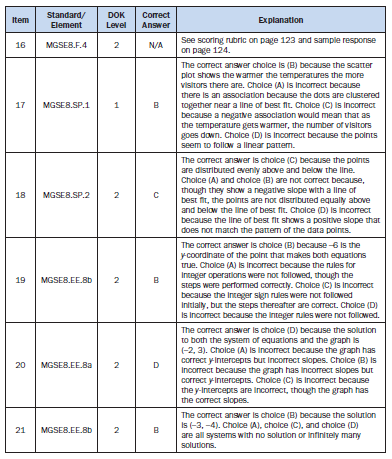 Item
Standard/
Element
DOK
Level
Correct
Answer
Explanation
16
MGSE8.F.4
2
N/A
See scoring rubric on page 123 and sample response
on page 124.
17
MGSE8.SP.1
1
B
The correct answer choice is (B) because the scatter
plot shows the warmer the temperatures the more
visitors there are. Choice (A) is incorrect because
there is an association because the dots are clustered
together near a line of best fit. Choice (C) is incorrect
because a negative association would mean that as
the temperature gets warmer, the number of visitors
goes down. Choice (D) is incorrect because the points
seem to follow a linear pattern.
18
MGSE8.SP.2
2
C
The correct answer is choice (C) because the points
are distributed evenly above and below the line.
Choice (A) and choice (B) are not correct because,
though they show a negative slope with a line of
best fit, the points are not distributed equally above
and below the line of best fit. Choice (D) is incorrect
because the line of best fit shows a positive slope that
does not match the pattern of the data points.
19
MGSE8.EE.8b
2
B
The correct answer is choice (B) because –6 is the
y-coordinate of the point that makes both equations
true. Choice (A) is incorrect because the rules for
integer operations were not followed, though the
steps were performed correctly. Choice (C) is incorrect
because the integer sign rules were not followed
initially, but the steps thereafter are correct. Choice (D)
is incorrect because the integer rules were not followed.
20
MGSE8.EE.8a
2
D
The correct answer is choice (D) because the solution
to both the system of equations and the graph is
(–2, 3). Choice (A) is incorrect because the graph has
correct y-intercepts but incorrect slopes. Choice (B) is
incorrect because the graph has incorrect slopes but
correct y-intercepts. Choice (C) is incorrect because
the y-intercepts are incorrect, though the graph has
the correct slopes.
21
MGSE8.EE.8b
2
B
The correct answer is choice (B) because the solution
is (–3, –4). Choice (A), choice (C), and choice (D)
are all systems with no solution or infinitely many
solutions.